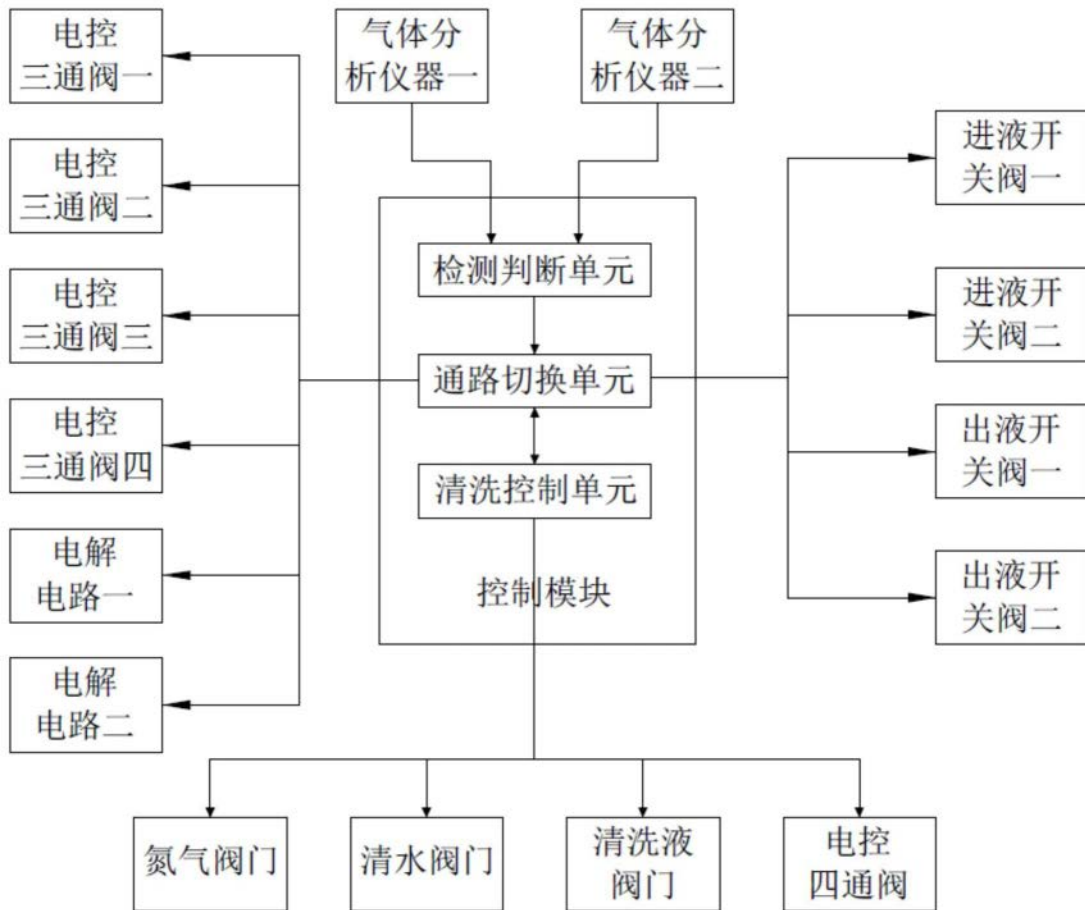 电控
三通阀一
气体分
析仪器一
气体分
析仪器二
进液开
关阀一
电控
三通阀二
检测判断单元
进液开
关阀二
电控
三通阀三
通路切换单元
电控
三通阀四
出液开
关阀一
清洗控制单元
电解
电路一
控制模块
出液开
关阀二
电解
电路二
氮气阀门
清水阀门
清洗液
阀门
电控
四通阀